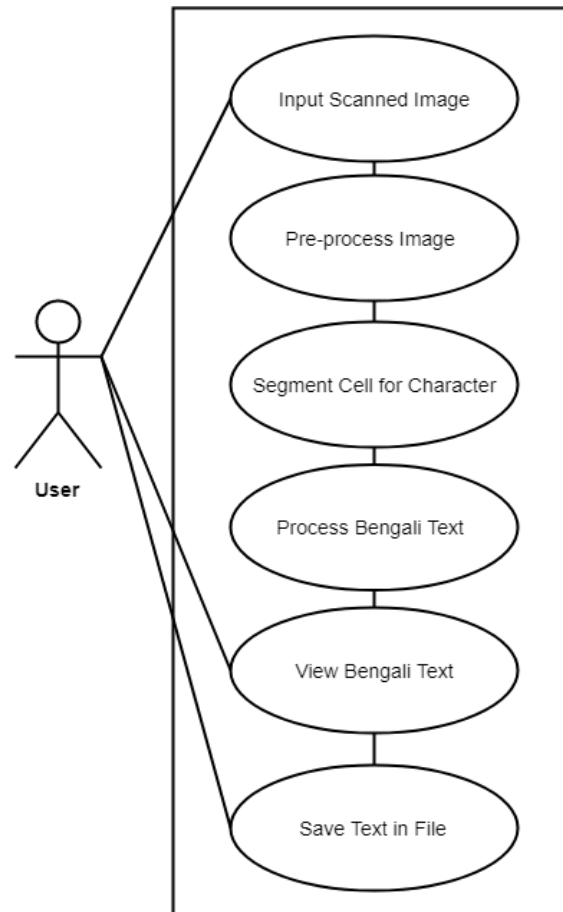 Input Scanned Image
Pre-process Image
Segment Cell for Character
User
Process Bengali Text
View Bengali Text
Save Text in File